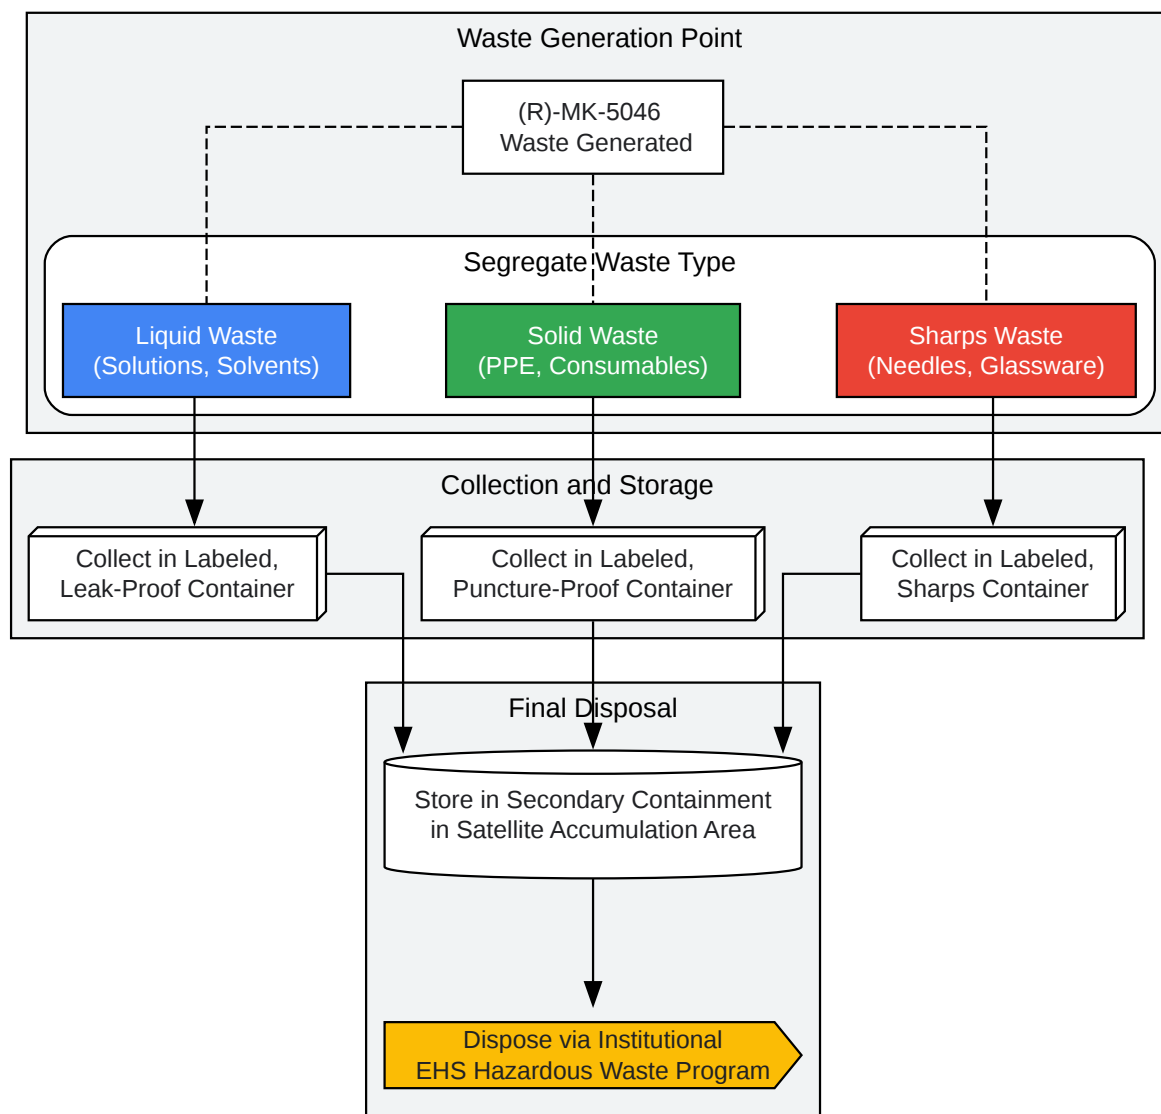 Waste Generation Point
(R)-MK-5046
Waste Generated
Segregate Waste Type
Liquid Waste
(Solutions, Solvents)
Solid Waste
(PPE, Consumables)
Sharps Waste
(Needles, Glassware)
Collection and Storage
Collect in Labeled,
Leak-Proof Container
Collect in Labeled,
Puncture-Proof Container
Collect in Labeled,
Sharps Container
Final Disposal
Store in Secondary Containment
in Satellite Accumulation Area
Dispose via Institutional
EHS Hazardous Waste Program